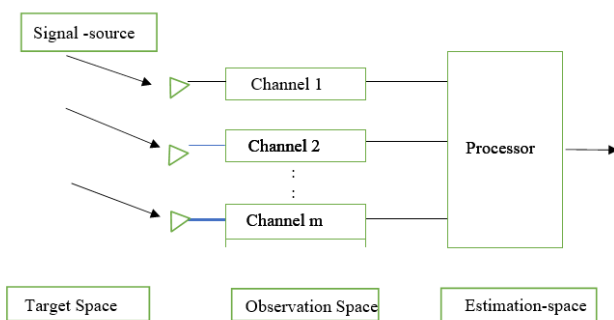 Signal -source
Channel 1
Channel 2
:
:
Channel m
Processor
Target Space
Observation Space
Estimation-space